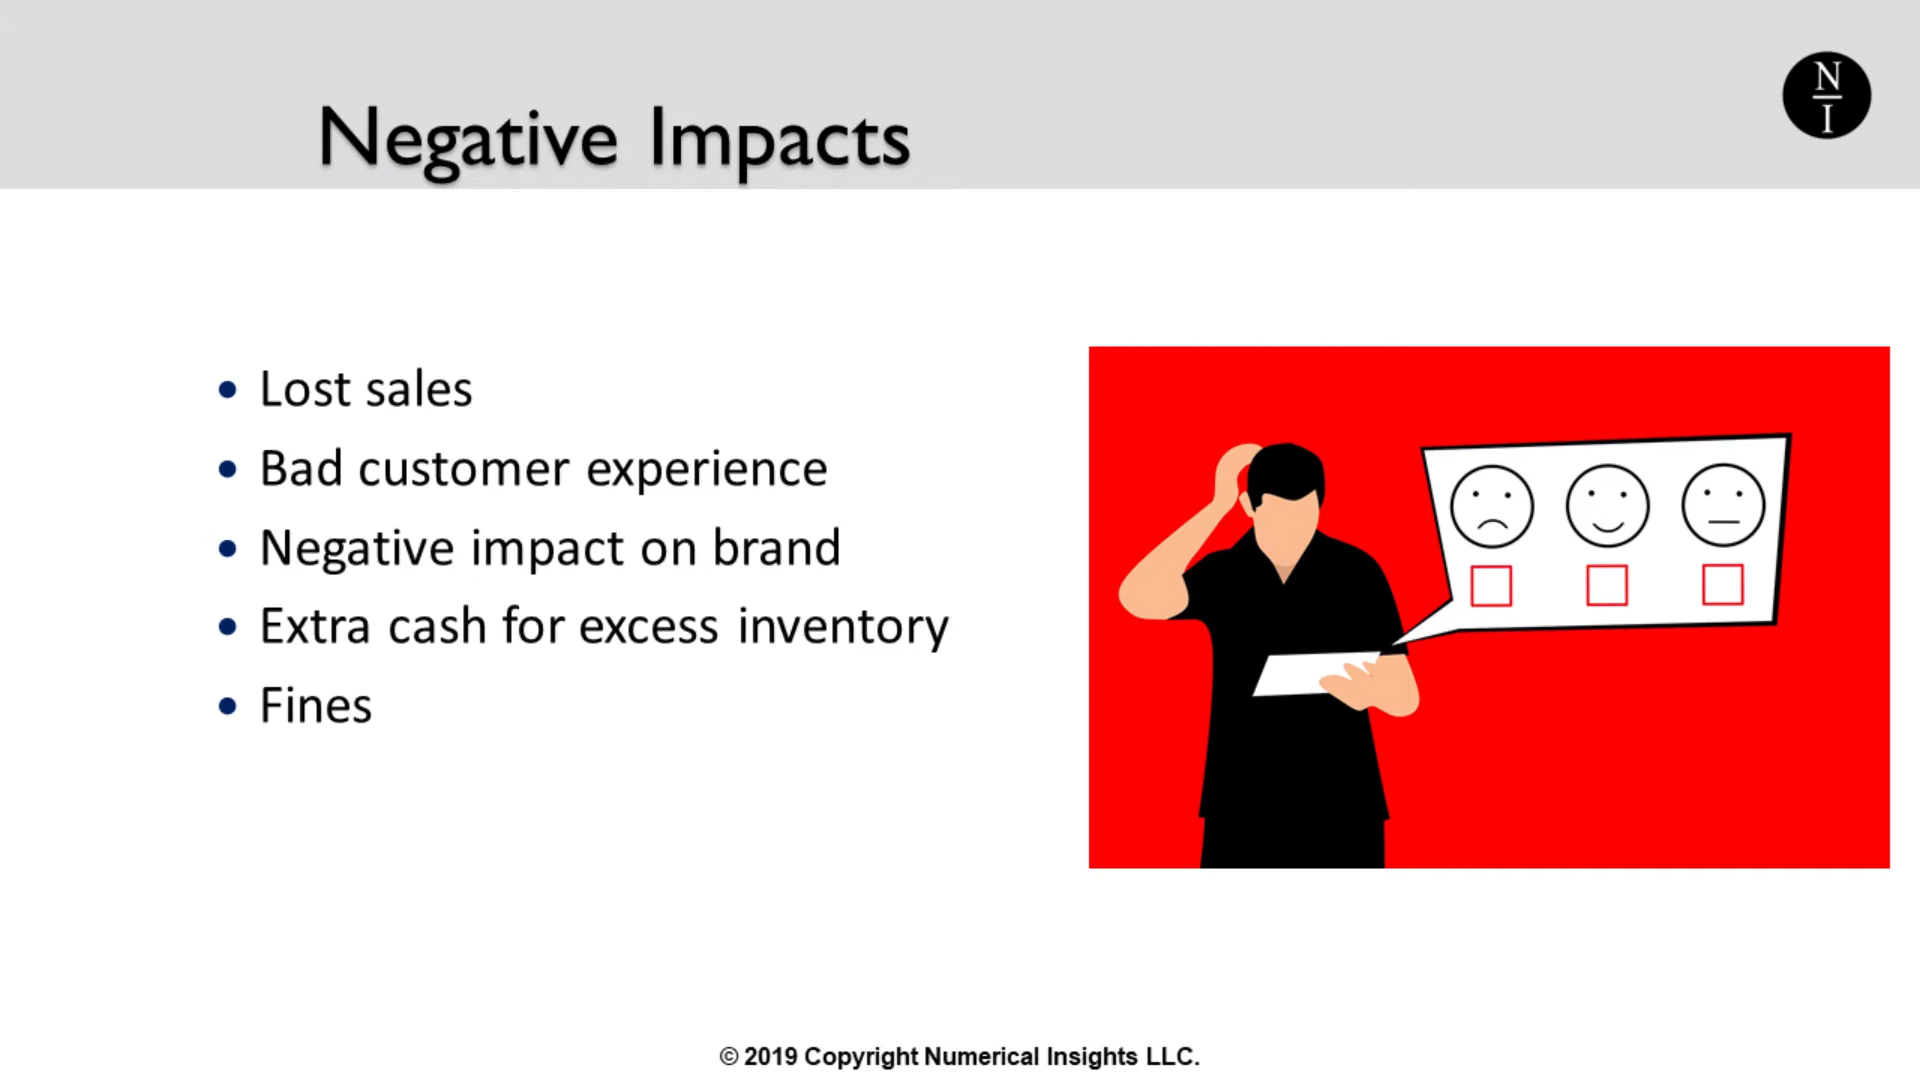 Negative Impacts
N
I
• Lost sales
• Bad customer experience
• Negative impact on brand
• Extra cash for excess inventory
• Fines
© 2019 Copyright Numerical Insights LLC.